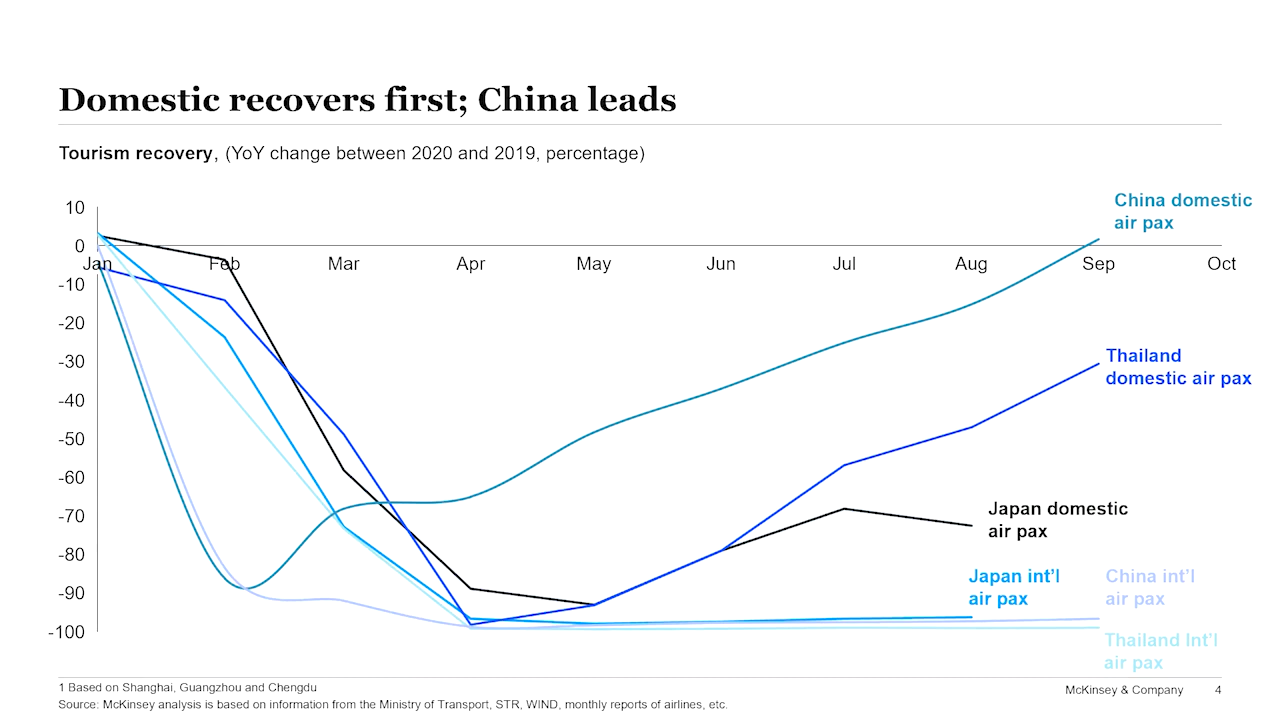 Domestic recovers first; China leads
Tourism recovery, (YoY change between 2020 and 2019, percentage)
10
0
-10
-20
-30
-40
-50
-60
-70
-80
-90
-100
Jan Feb Mar Apr May Jun Jul Aug Sep Oct
China domestic
air pax
Thailand
domestic air pax
Japan domestic
air pax
Japan int'l
air pax
China int'l
air pax
Thailand Int'l
air pax
1 Based on Shanghai, Guangzhou and Chengdu
Source: McKinsey analysis is based on information from the Ministry of Transport, STR, WIND, monthly reports of airlines, etc.
McKinsey & Company 4